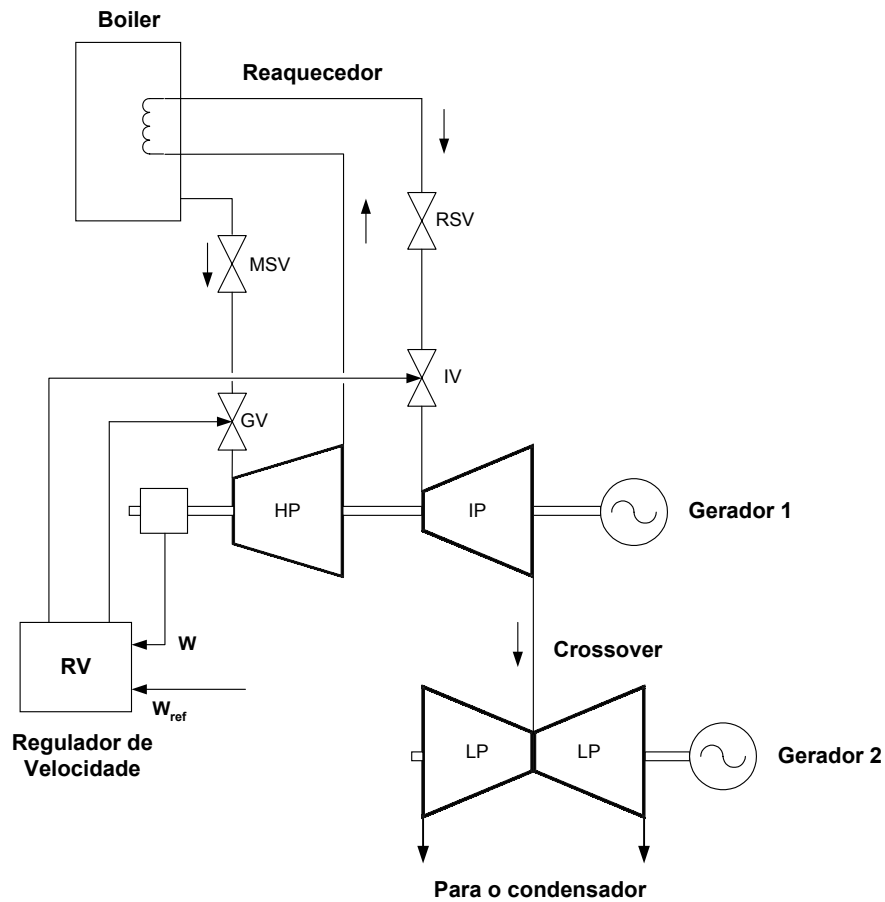 Boiler
Reaquecedor
RSV
MSV
IV
GV
HP
IP
Gerador 1
W
RV
Crossover
W_ref
Regulador de
Velocidade
LP
LP
Gerador 2
Para o condensador